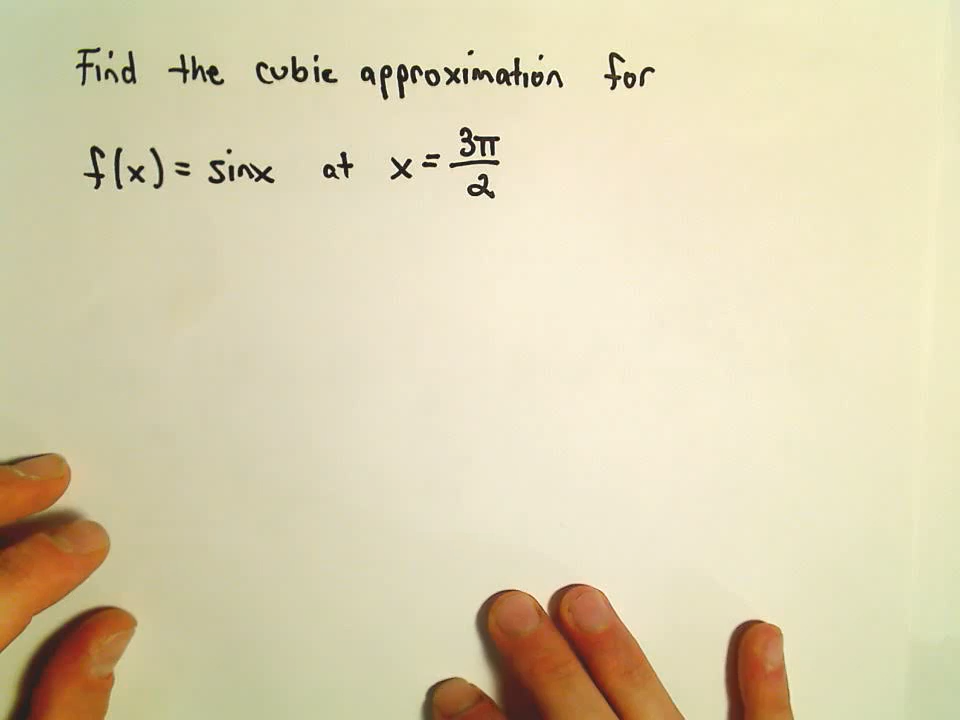 Find the cubic approximation for
f(x) = sinx at x = 3π/2